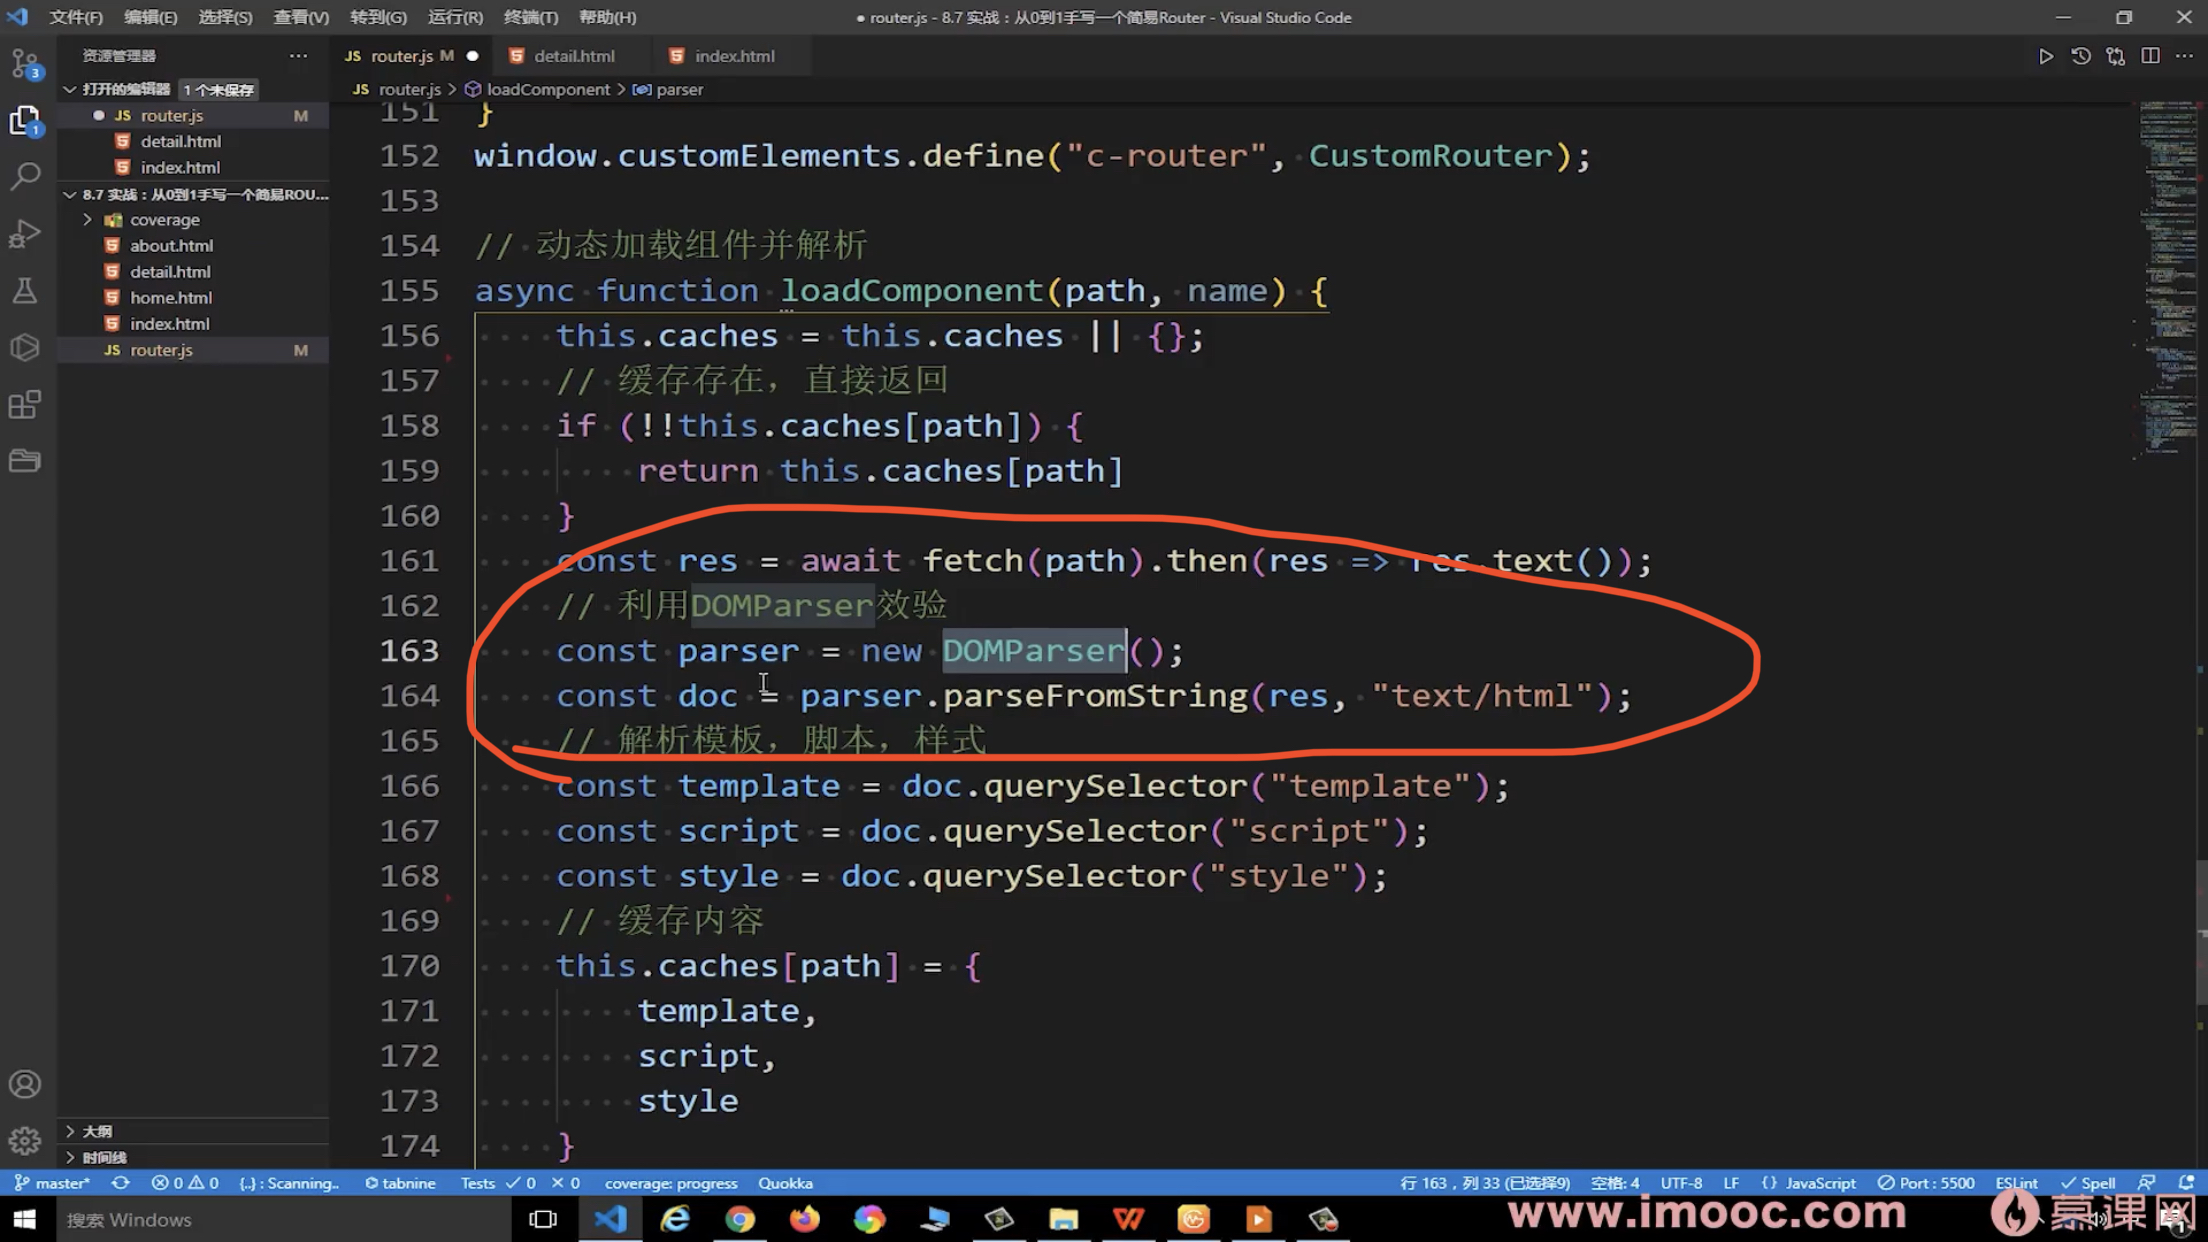 文件(F) 编辑(E) 选择(S) 查看(V) 转到(G) 运行(R) 终端(T) 帮助(H) ● router.js - 8.7 实战：从0到1手写一个简易Router - Visual Studio Code
资源管理器 ···
JS router.js M ● detail.html index.html
打开的编辑器 1 个未保存
JS router.js > loadComponent > parser
● JS router.js M
detail.html
index.html
8.7 实战：从0到1手写一个简易ROU...
coverage
about.html
detail.html
home.html
index.html
JS router.js M
151 }
152 window.customElements.define("c-router", CustomRouter);
153
154 // 动态加载组件并解析
155 async function loadComponent(path, name) {
156 this.caches = this.caches || {};
157 // 缓存存在，直接返回
158 if (!!this.caches[path]) {
159 return this.caches[path]
160 }
161 const res = await fetch(path).then(res => res.text());
162 // 利用DOMParser效验
163 const parser = new DOMParser();
164 const doc = parser.parseFromString(res, "text/html");
165 // 解析模板，脚本，样式
166 const template = doc.querySelector("template");
167 const script = doc.querySelector("script");
168 const style = doc.querySelector("style");
169 // 缓存内容
170 this.caches[path] = {
171 template,
172 script,
173 style
174 }
3
1
大纲
时间线
master* 0 0 {..} : Scanning.. tabnine Tests ✓ 0 ✕ 0 coverage: progress Quokka 行 163，列 33 (已选择9) 空格: 4 UTF-8 LF {} JavaScript Port : 5500 ESLint ✓ Spell
搜索 Windows
www.imooc.com 慕课网